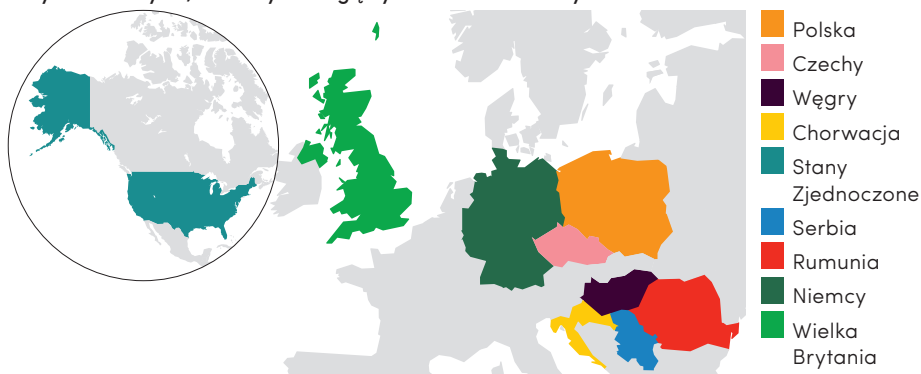 Polska
Czechy
Węgry
Chorwacja
Stany
Zjednoczone
Serbia
Rumunia
Niemcy
Wielka
Brytania